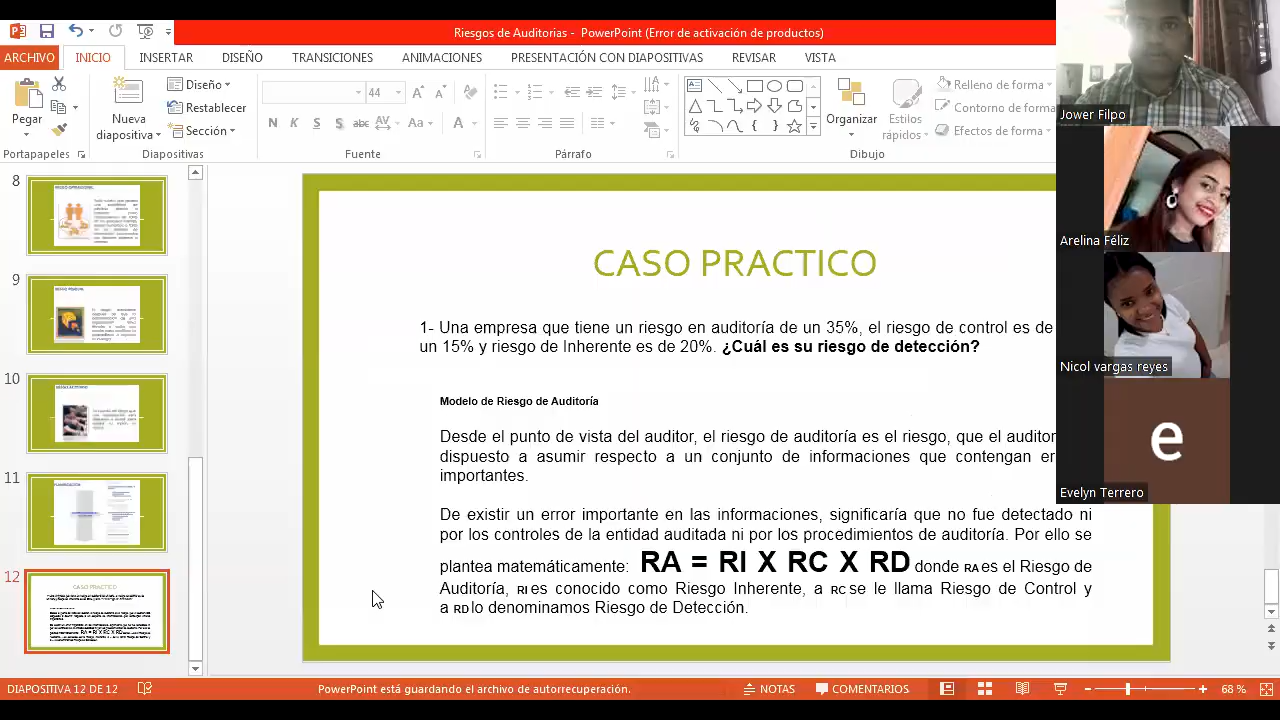 Riesgos de Auditorias - PowerPoint (Error de activación de productos)
ARCHIVO INICIO INSERTAR DISEÑO TRANSICIONES ANIMACIONES PRESENTACIÓN CON DIAPOSITIVAS REVISAR VISTA
Pegar
Nueva
diapositiva
Diseño
Restablecer
Sección
44
N K S S abc AV Aa A
Organizar
Estilos
rápidos
Relleno de forma
Contorno de forma
Efectos de forma
Portapapeles Diapositivas Fuente Párrafo Dibujo
Jower Filpo
Arelina Féliz
Nicol vargas reyes
e
Evelyn Terrero
8
9
10
11
12
CASO PRACTICO
1- Una empresa que tiene un riesgo en auditoría de un 35%, el riesgo de control es de
un 15% y riesgo de Inherente es de 20%. ¿Cuál es su riesgo de detección?
Modelo de Riesgo de Auditoría
Desde el punto de vista del auditor, el riesgo de auditoría es el riesgo, que el auditor
dispuesto a asumir respecto a un conjunto de informaciones que contengan er
importantes.
De existir un error importante en las informaciones, significaría que no fue detectado ni
por los controles de la entidad auditada ni por los procedimientos de auditoría. Por ello se
plantea matemáticamente: RA = RI X RC X RD donde RA es el Riesgo de
Auditoría, RI es conocido como Riesgo Inherente, a RC se le llama Riesgo de Control y
a RD lo denominamos Riesgo de Detección.
DIAPOSITIVA 12 DE 12 PowerPoint está guardando el archivo de autorrecuperación. NOTAS COMENTARIOS 68 %